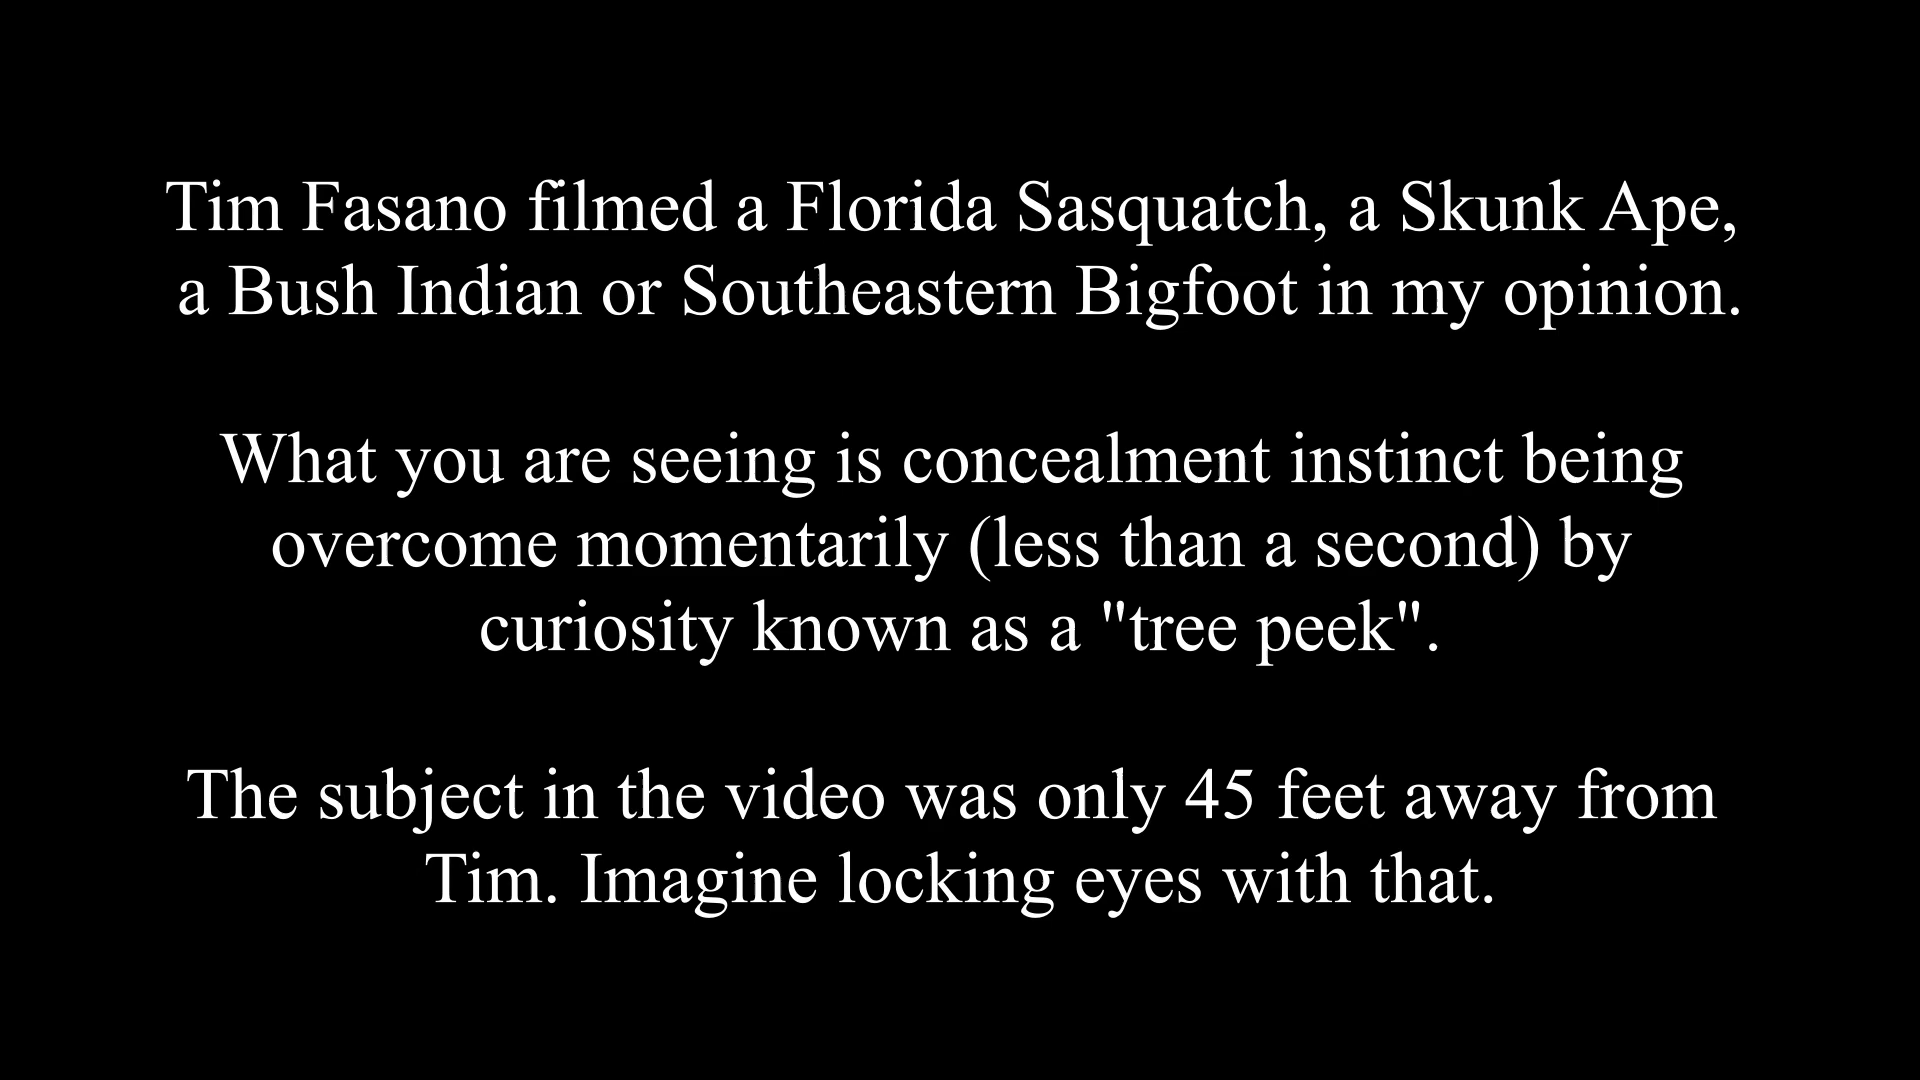 Tim Fasano filmed a Florida Sasquatch, a Skunk Ape,
a Bush Indian or Southeastern Bigfoot in my opinion.
What you are seeing is concealment instinct being
overcome momentarily (less than a second) by
curiosity known as a "tree peek".
The subject in the video was only 45 feet away from
Tim. Imagine locking eyes with that.